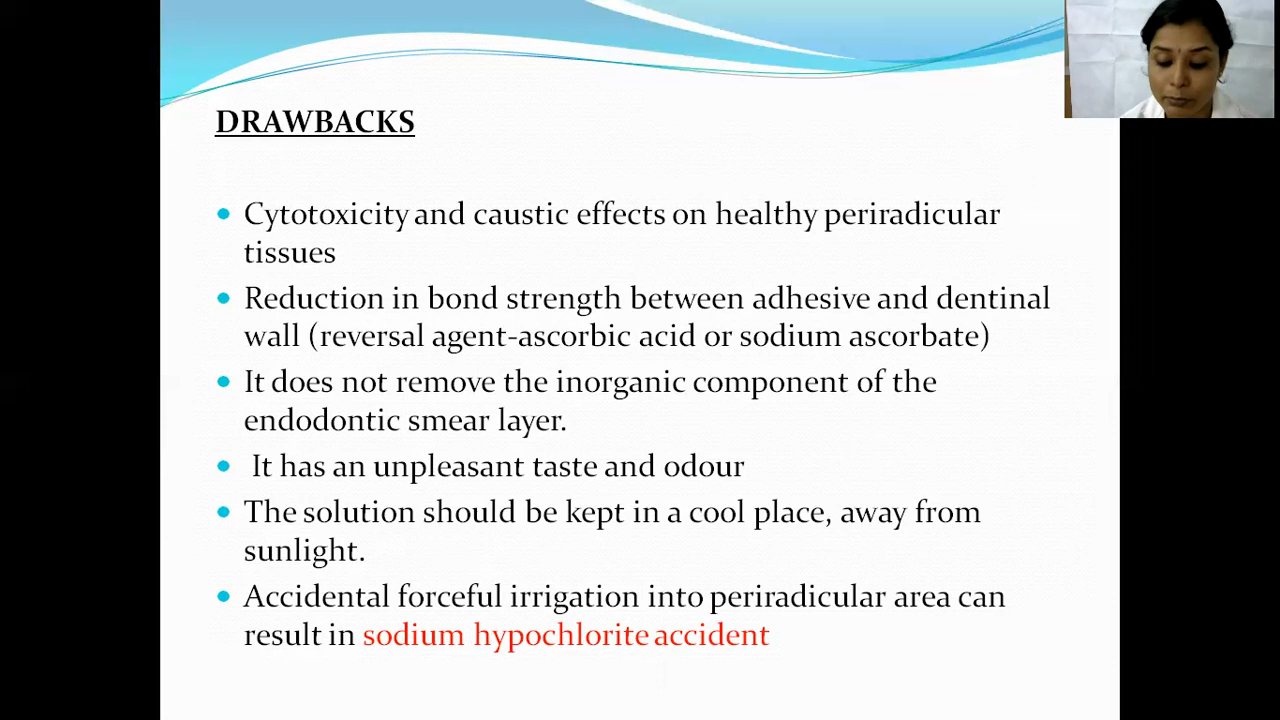 DRAWBACKS
Cytotoxicity and caustic effects on healthy periradicular
tissues
Reduction in bond strength between adhesive and dentinal
wall (reversal agent-ascorbic acid or sodium ascorbate)
It does not remove the inorganic component of the
endodontic smear layer.
It has an unpleasant taste and odour
The solution should be kept in a cool place, away from
sunlight.
Accidental forceful irrigation into periradicular area can
result in sodium hypochlorite accident